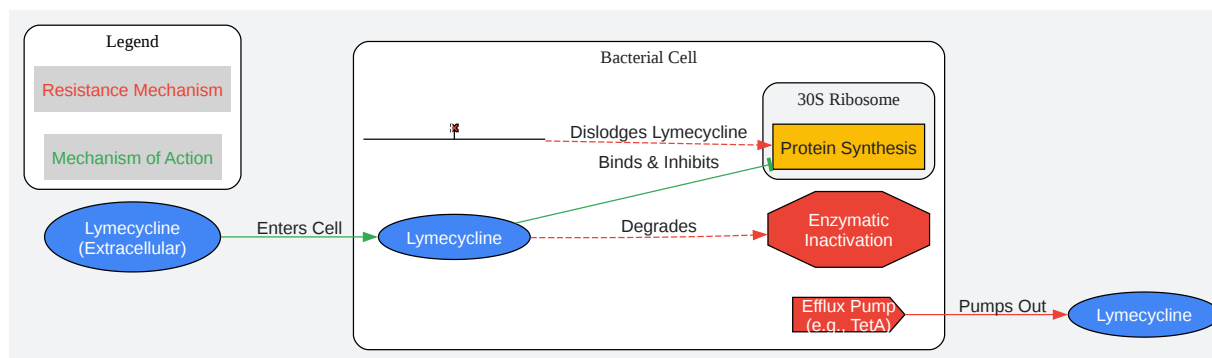 Legend
Resistance Mechanism
Mechanism of Action
Bacterial Cell
30S Ribosome
Protein Synthesis
Dislodges Lymecycline
Binds & Inhibits
Lymecycline
(Extracellular)
Enters Cell
Lymecycline
Degrades
Enzymatic
Inactivation
Efflux Pump
(e.g., TetA)
Pumps Out
Lymecycline